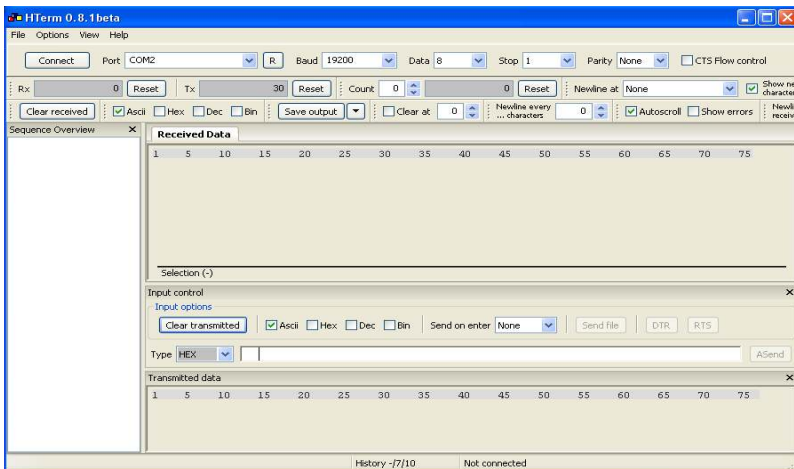 HTerm 0.8.1beta
File Options View Help
Connect Port COM2 R Baud 19200 Data 8 Stop 1 Parity None CTS Flow control
Rx 0 Reset Tx 30 Reset Count 0 0 Reset Newline at None Show ne
characte
Clear received Ascii Hex Dec Bin Save output Clear at 0 Newline every
... characters 0 Autoscroll Show errors Newli
receiv
Sequence Overview
Received Data
1 5 10 15 20 25 30 35 40 45 50 55 60 65 70 75
Selection (-)
Input control
Input options
Clear transmitted Ascii Hex Dec Bin Send on enter None Send file DTR RTS
Type HEX ASend
Transmitted data
1 5 10 15 20 25 30 35 40 45 50 55 60 65 70 75
History -/7/10 Not connected